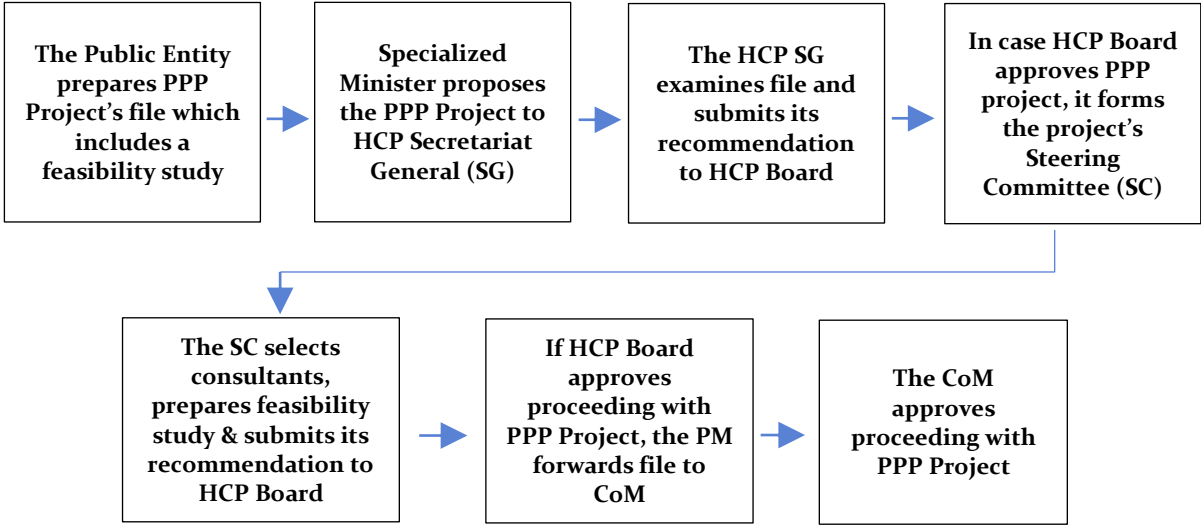 The Public Entity
prepares PPP
Project's file which
includes a
feasibility study
Specialized
Minister proposes
the PPP Project to
HCP Secretariat
General (SG)
The HCP SG
examines file and
submits its
recommendation
to HCP Board
In case HCP Board
approves PPP
project, it forms
the project's
Steering
Committee (SC)
The SC selects
consultants,
prepares feasibility
study & submits its
recommendation to
HCP Board
If HCP Board
approves
proceeding with
PPP Project, the PM
forwards file to
CoM
The CoM
approves
proceeding with
PPP Project